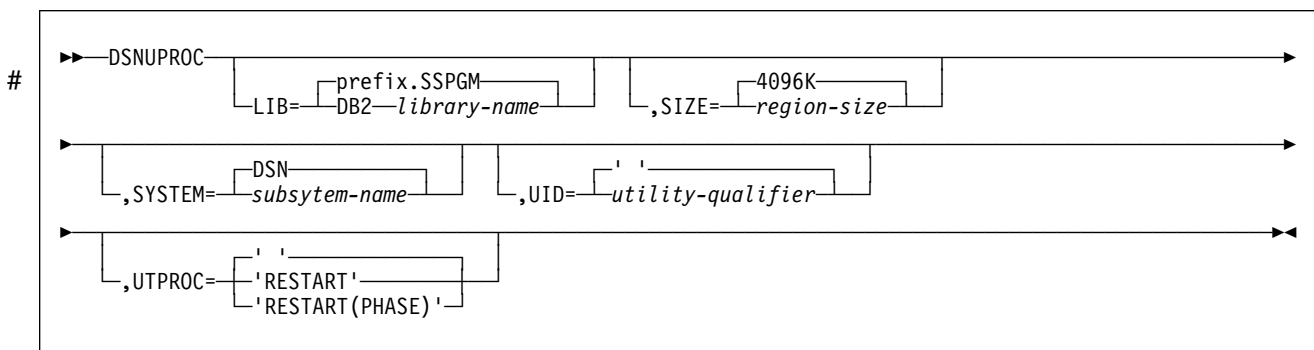 DSNUPROC
prefix.SSPGM 4096K
# LIB= DB2 library-name ,SIZE= region-size
DSN ' '
,SYSTEM= subsytem-name ,UID= utility-qualifier
' '
,UTPROC= 'RESTART'
'RESTART(PHASE)'